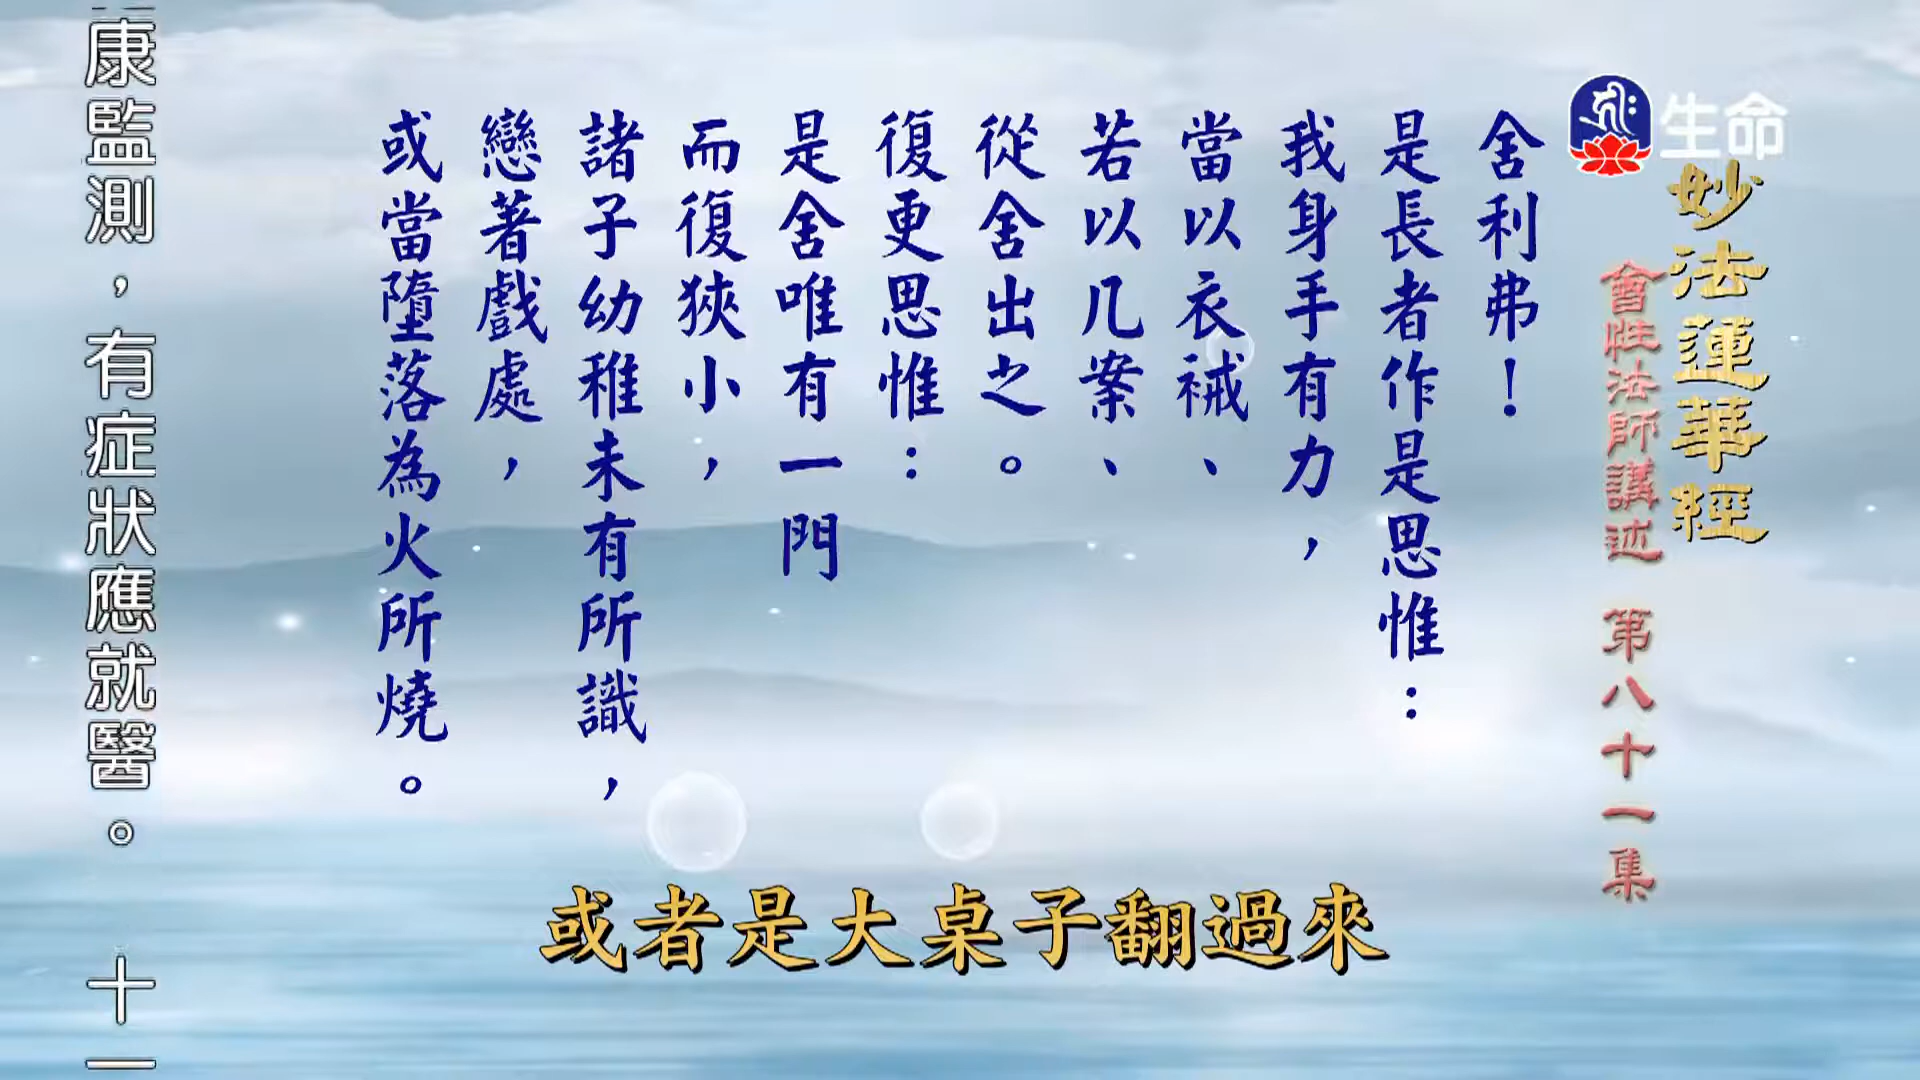 生命
妙法蓮華經
會性法師講述 第八十一集
舍利弗！
是長者作是思惟：
我身手有力，
當以衣裓、
若以几案、
從舍出之。
復更思惟：
是舍唯有一門
而復狹小，
諸子幼稚未有所識，
戀著戲處，
或當墮落為火所燒。
康監測，有症狀應就醫。 十一
或者是大桌子翻過來